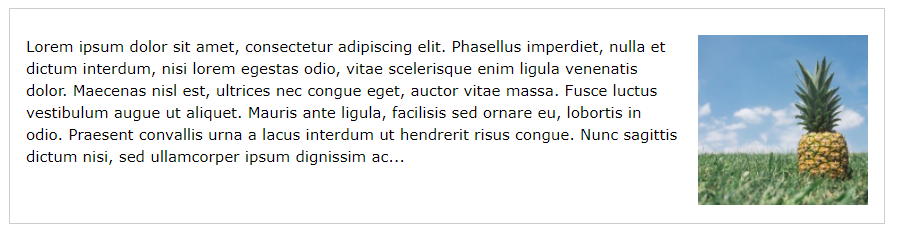 Lorem ipsum dolor sit amet, consectetur adipiscing elit. Phasellus imperdiet, nulla et
dictum interdum, nisi lorem egestas odio, vitae scelerisque enim ligula venenatis
dolor. Maecenas nisl est, ultrices nec congue eget, auctor vitae massa. Fusce luctus
vestibulum augue ut aliquet. Mauris ante ligula, facilisis sed ornare eu, lobortis in
odio. Praesent convallis urna a lacus interdum ut hendrerit risus congue. Nunc sagittis
dictum nisi, sed ullamcorper ipsum dignissim ac...